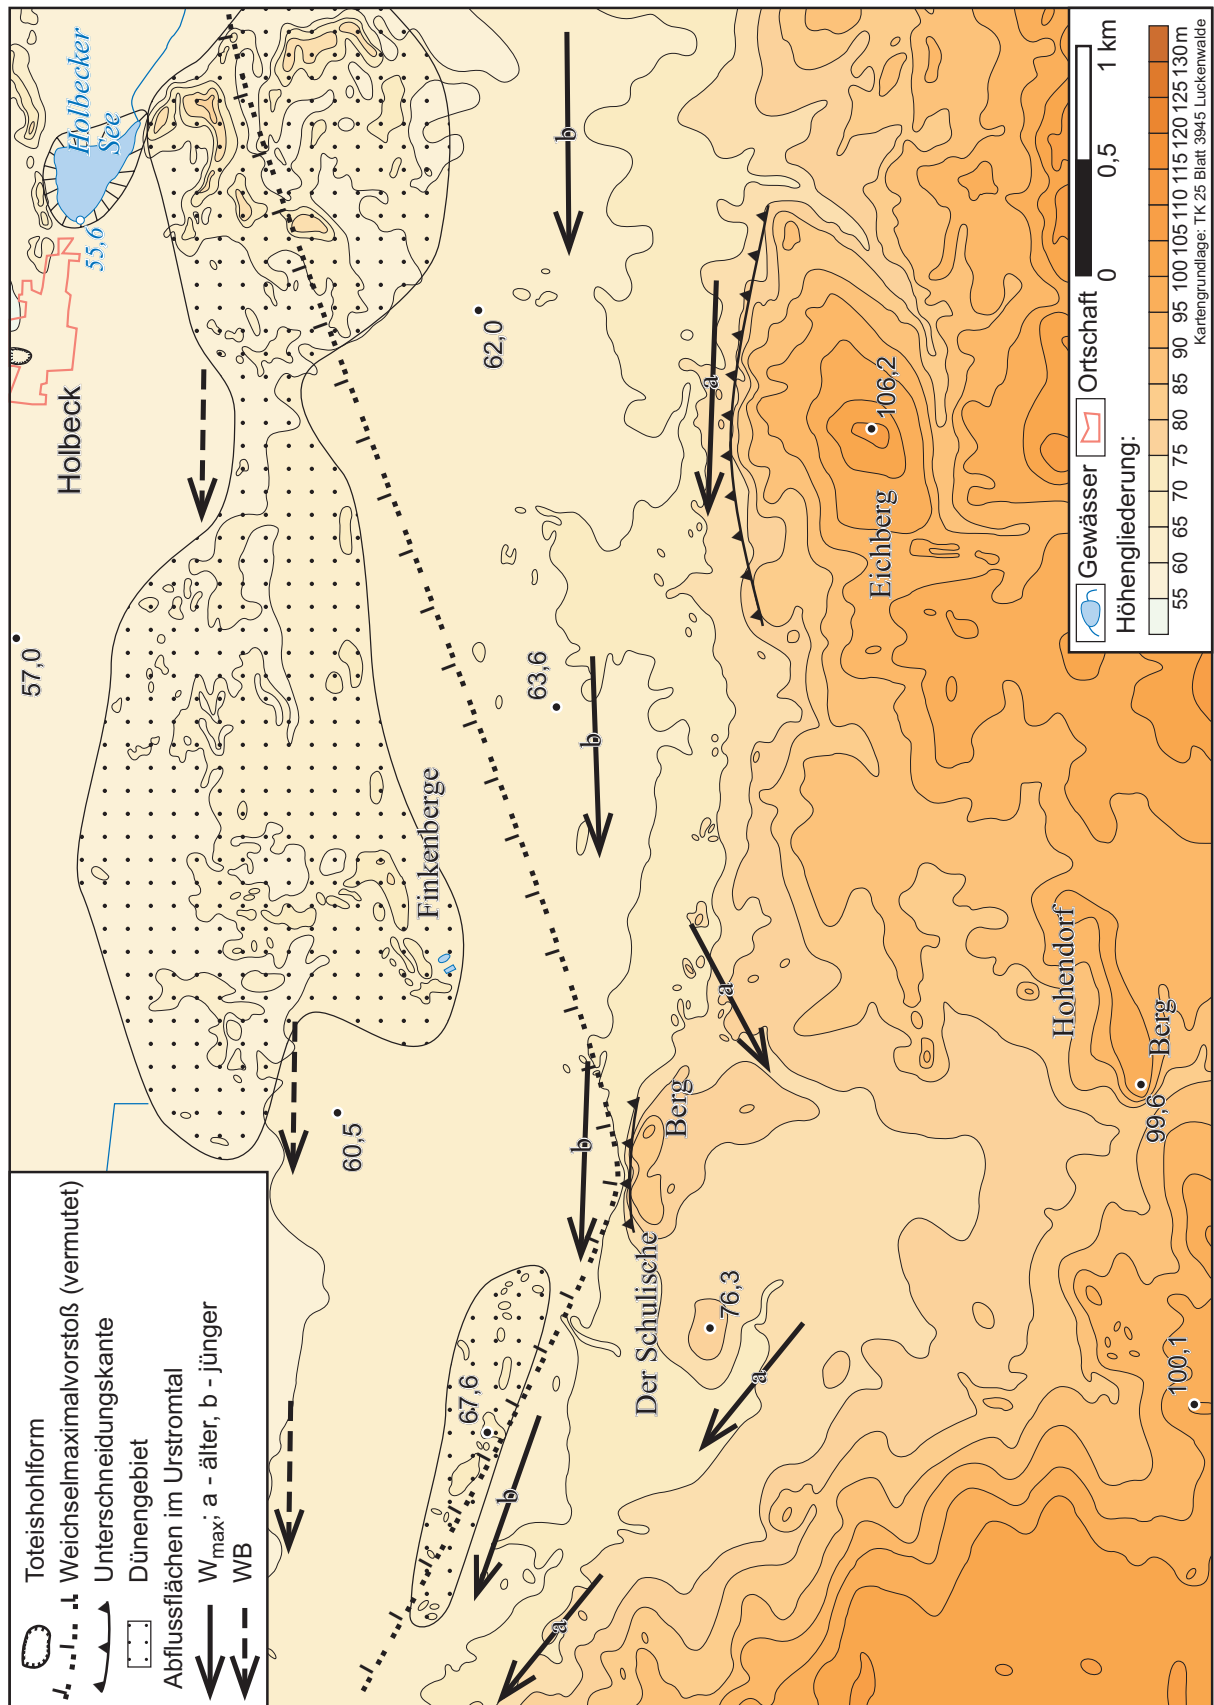 Toteishohlform
Weichselmaximalvorstoß (vermutet)
Unterschneidungskante
Dünengebiet
Abflussflächen im Urstromtal
Wmax; a - älter, b - jünger
WB
57,0
Holbeck
Holbecker
See
55,6
60,5
Finkenberge
67,6
63,6
62,0
b
b
b
b
a
a
a
a
Der Schulische
Berg
76,3
Eichberg
106,2
Hohendorf
Berg
99,6
100,1
Gewässer
Ortschaft
0 0,5 1 km
Höhengliederung:
55 60 65 70 75 80 85 90 95 100 105 110 115 120 125 130m
Kartengrundlage: TK 25 Blatt 3945 Luckenwalde